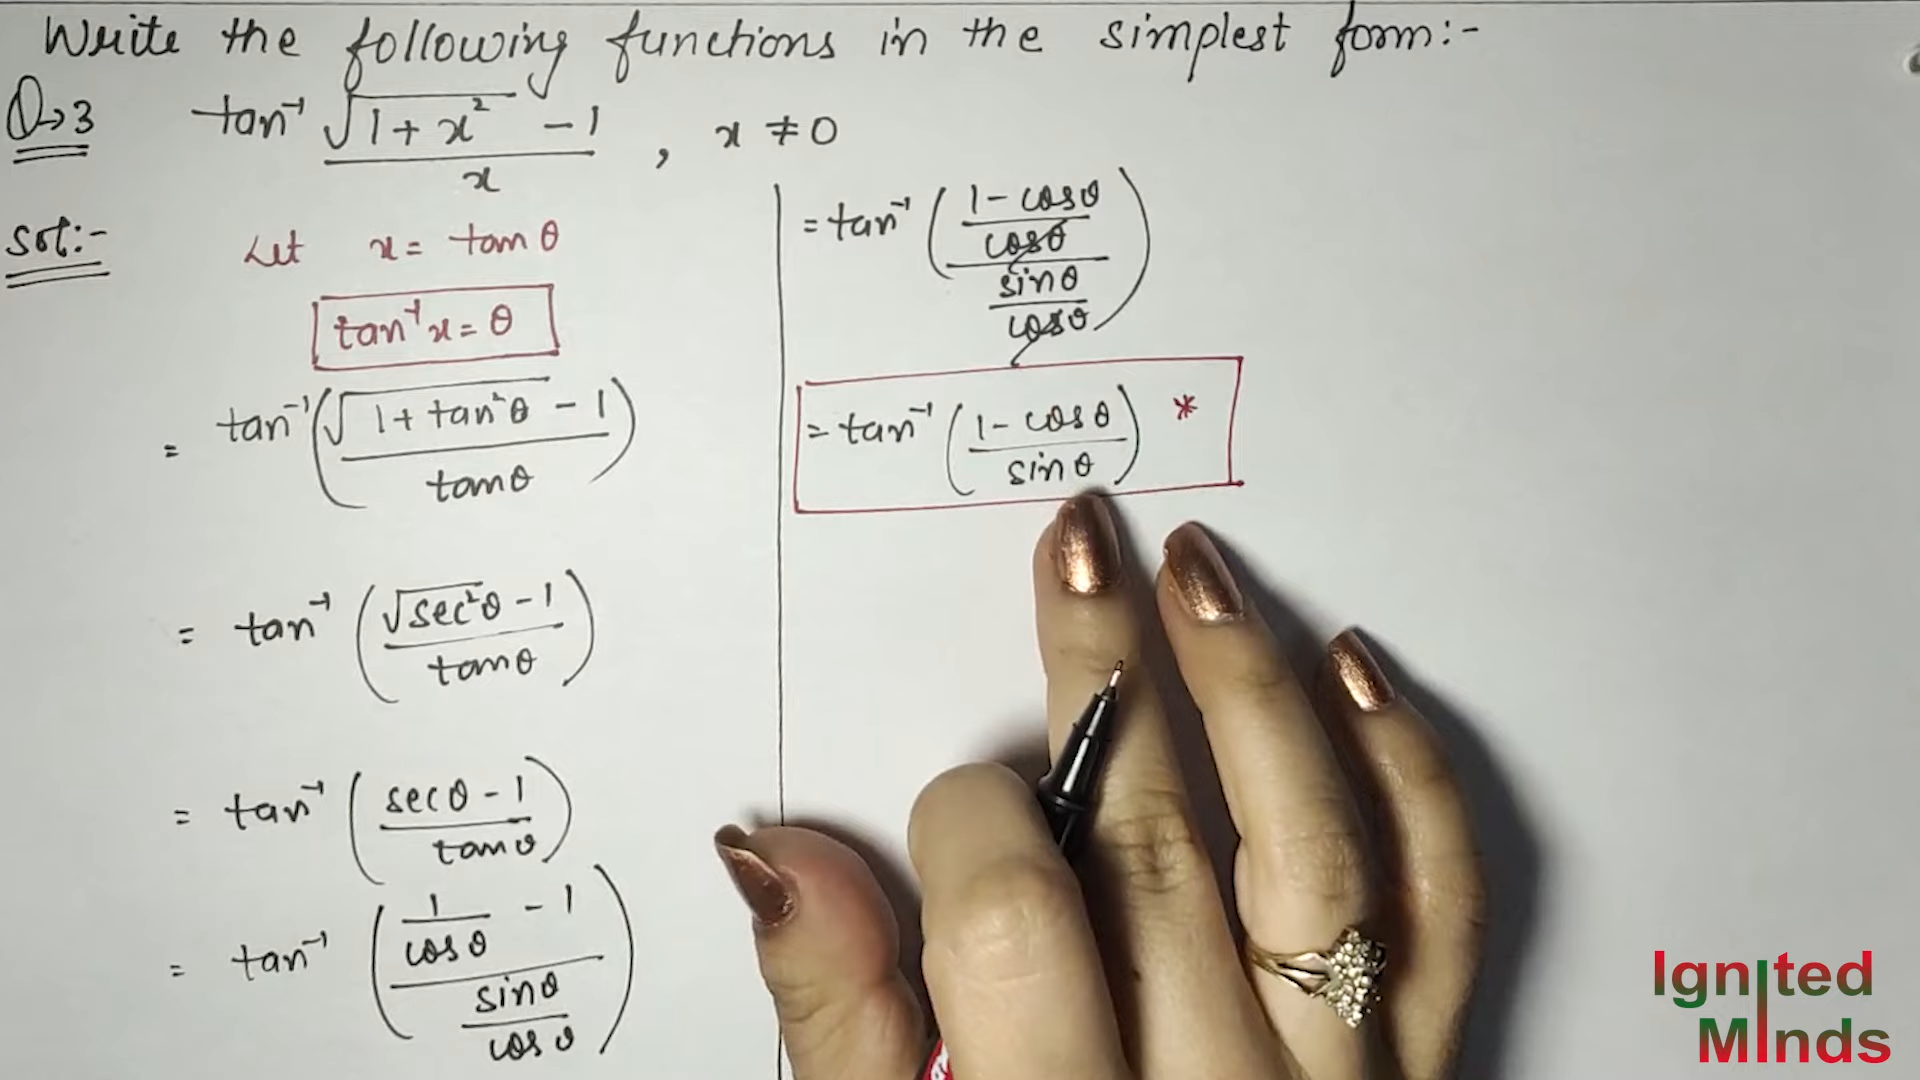 Write the following functions in the simplest form:-
Q→3 tan⁻¹ (√(1+x²) - 1)/x , x ≠ 0
Sol:- Let x = tan θ
tan⁻¹x = θ
= tan⁻¹((√(1+tan²θ) - 1)/tanθ)
= tan⁻¹((√sec²θ - 1)/tanθ)
= tan⁻¹((secθ - 1)/tanθ)
= tan⁻¹((1/cosθ - 1)/(sinθ/cosθ))
= tan⁻¹(((1-cosθ)/cosθ)/(sinθ/cosθ))
= tan⁻¹((1-cosθ)/sinθ) *
Ignited
Minds